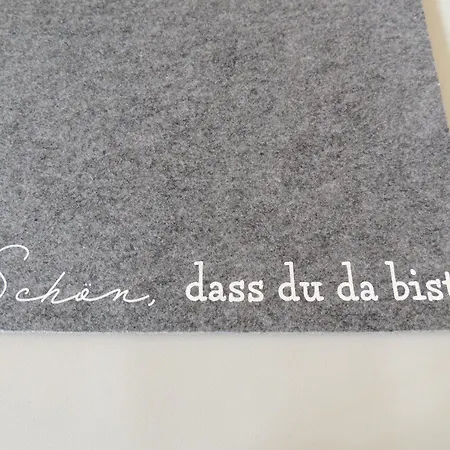 Schön, dass du da bist